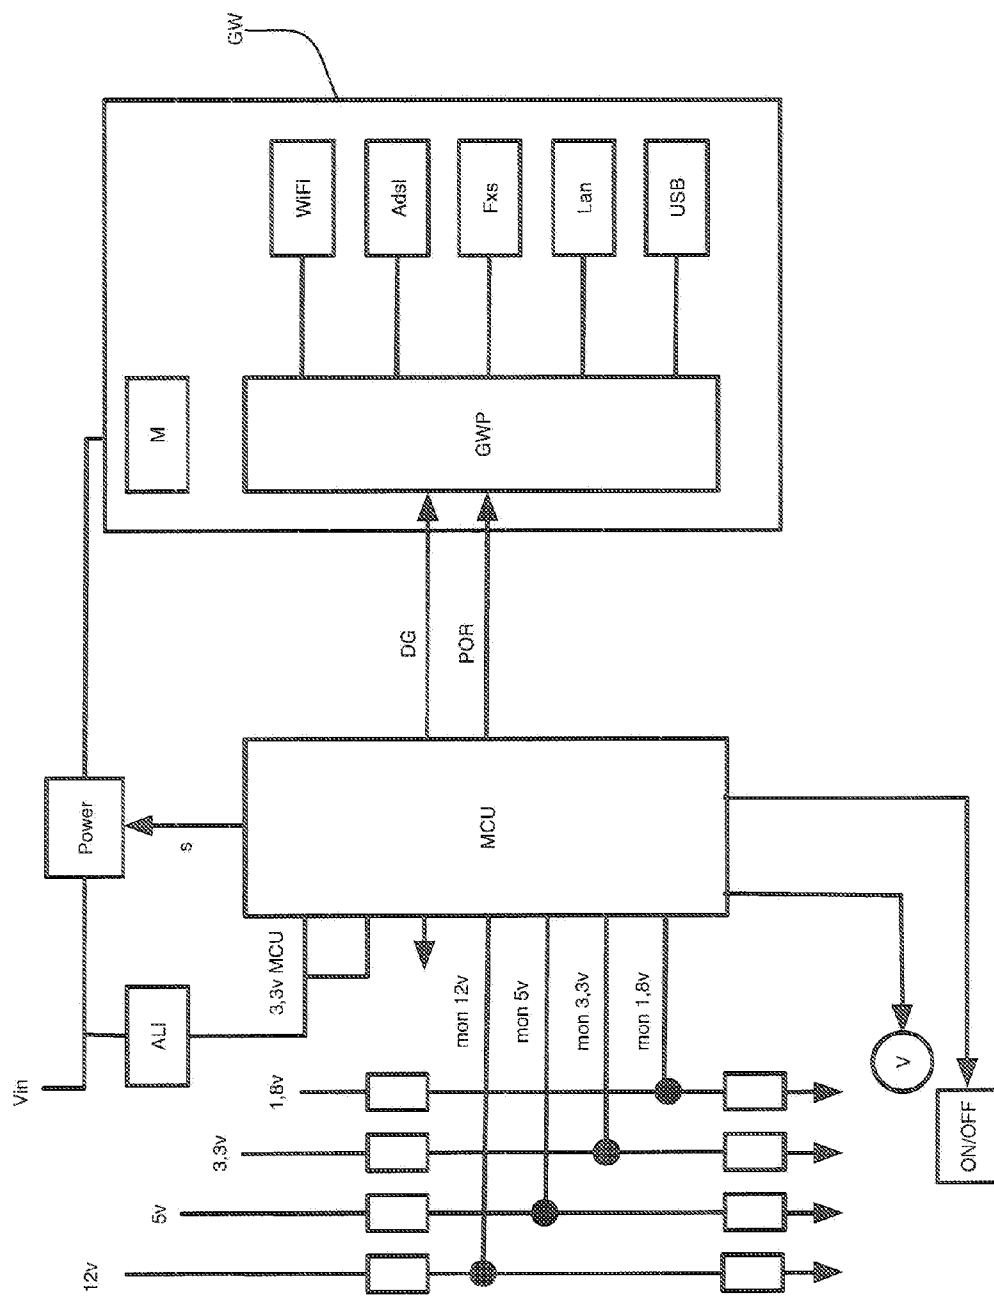 Vin
Power
GW
ALI
M
s
WiFi
Adsl
Fxs
Lan
USB
GWP
DG
POR
MCU
3,3v MCU
mon 12v
mon 5v
mon 3,3v
mon 1,8v
1,8v
3,3v
5v
12v
V
ON/OFF